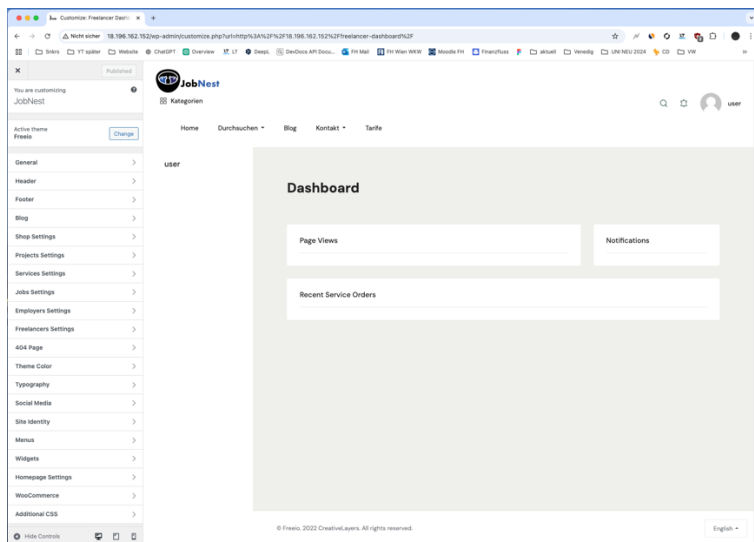 Customize: Freelancer Dashb
Nicht sicher 18.196.162.152/wp-admin/customize.php?url=http%3A%2F%2F18.196.162.152%2Ffreelancer-dashboard%2F
Snkrs YT später Website ChatGPT Overview LT DeepL DevDocs API Docu... FH Mail FH Wien WKW Moodle FH Finanzfluss aktuell Venedig UNI NEU 2024 CG VW
Published
You are customizing
JobNest
Active theme
Freeio
Change
General
Header
Footer
Blog
Shop Settings
Projects Settings
Services Settings
Jobs Settings
Employers Settings
Freelancers Settings
404 Page
Theme Color
Typography
Social Media
Site Identity
Menus
Widgets
Homepage Settings
WooCommerce
Additional CSS
Hide Controls
JobNest
Kategorien
user
Home Durchsuchen Blog Kontakt Tarife
user
Dashboard
Page Views
Notifications
Recent Service Orders
© Freeio. 2022 CreativeLayers. All rights reserved.
English